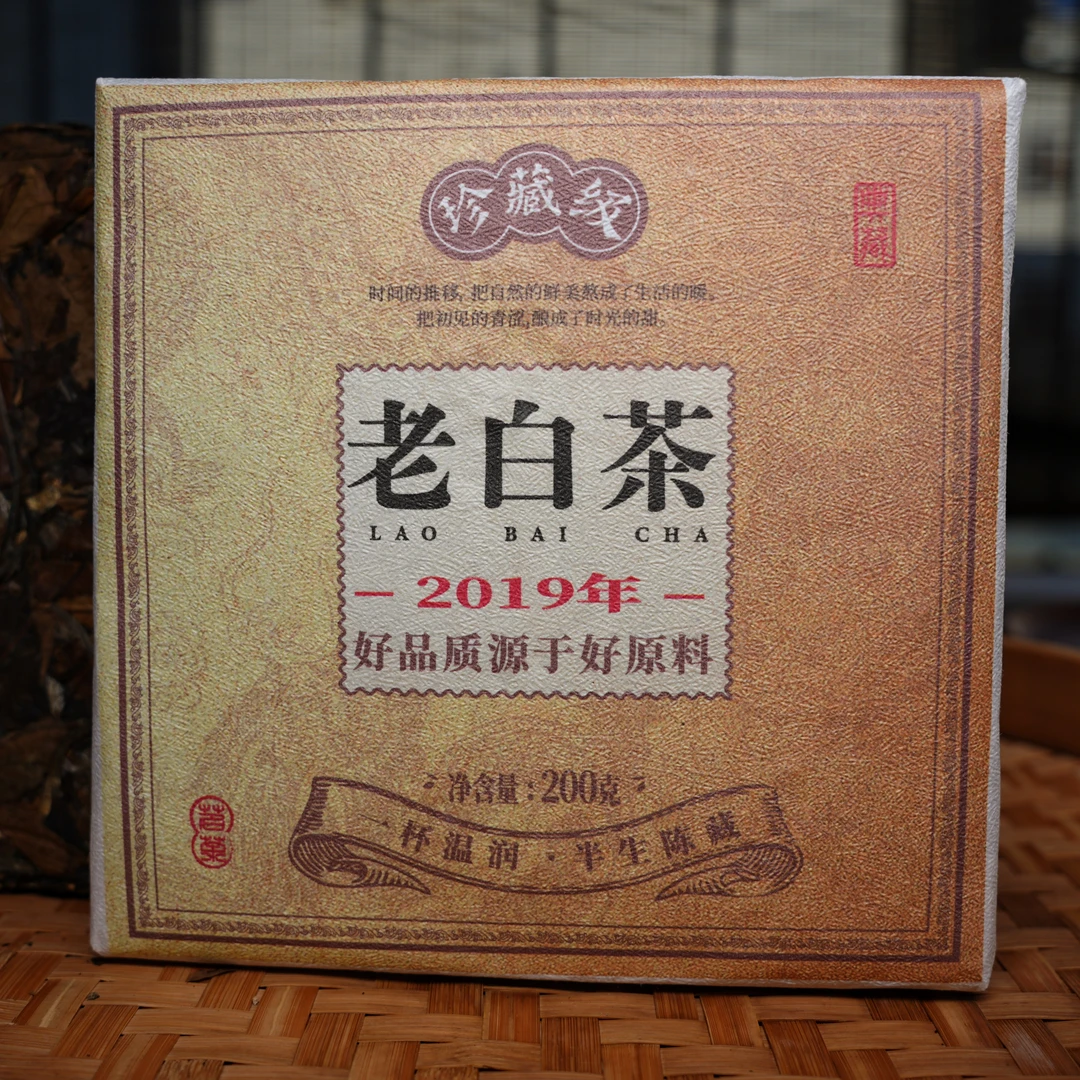 珍藏
典藏
时间的推移, 把自然的鲜美熬成了生活的暖。
把初见的青涩,酿成了时光的甜。
老白茶
LAO BAI CHA
2019年
好品质源于好原料
净含量:200克
一杯温润·半生陈藏